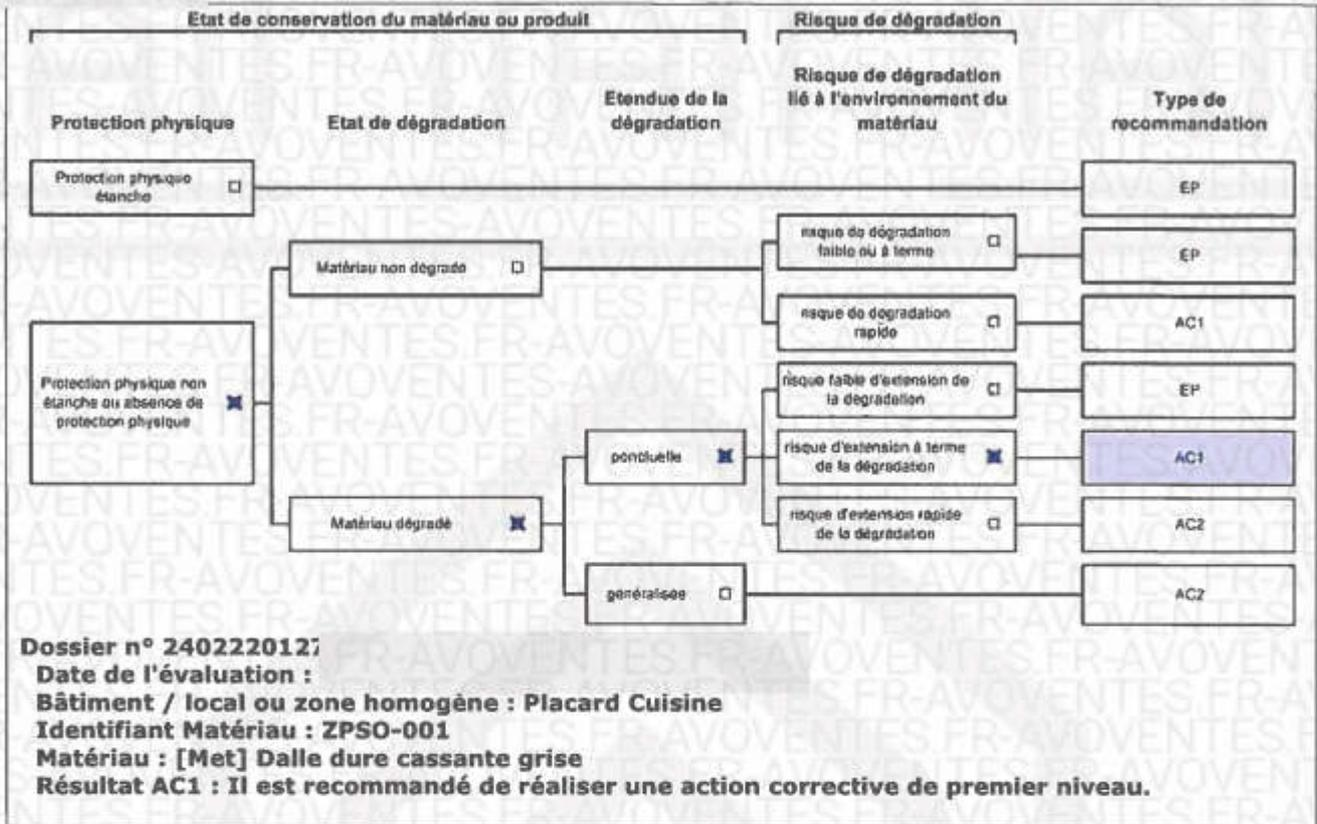 Etat de conservation du matériau ou produit
Risque de dégradation
Protection physique
Etat de dégradation
Etendue de la
dégradation
Risque de dégradation
lié à l'environnement du
matériau
Type de
recommandation
Protection physique
étanche
EP
risque de dégradation
faible ou à terme
EP
Matériau non dégradé
risque de dégradation
rapide
AC1
Protection physique non
étanche ou absence de
protection physique
risque faible d'extension de
la dégradation
EP
ponctuelle
risque d'extension à terme
de la dégradation
AC1
Matériau dégradé
risque d'extension rapide
de la dégradation
AC2
généralisée
AC2
Dossier n° 2402220127
Date de l'évaluation :
Bâtiment / local ou zone homogène : Placard Cuisine
Identifiant Matériau : ZPSO-001
Matériau : [Met] Dalle dure cassante grise
Résultat AC1 : Il est recommandé de réaliser une action corrective de premier niveau.